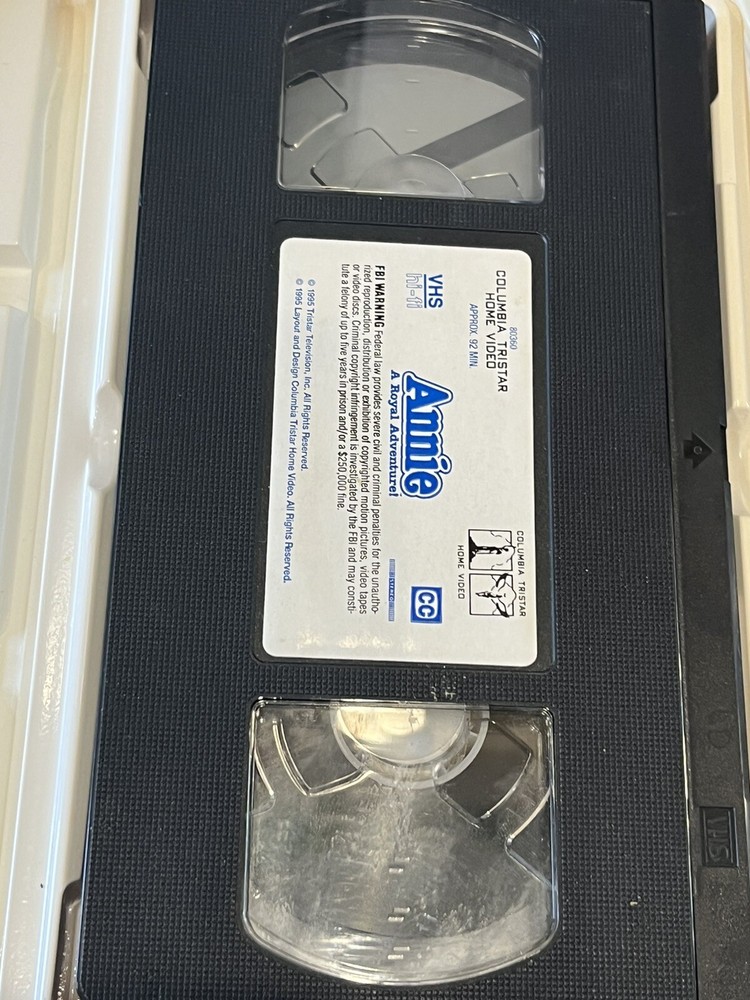 80360
COLUMBIA TRISTAR
HOME VIDEO
APPROX. 92 MIN.
COLUMBIA TRISTAR
HOME VIDEO
VHS
hi-fi
Annie
A Royal Adventure!
CC
STEREO
FBI WARNING Federal law provides severe civil and criminal penalties for the unautho-
rized reproduction, distribution or exhibition of copyrighted motion pictures, video tapes
or video discs. Criminal copyright infringement is investigated by the FBI and may consti-
tute a felony of up to five years in prison and/or a $250,000 fine.
© 1995 Tristar Television, Inc. All Rights Reserved.
© 1995 Layout and Design Columbia Tristar Home Video. All Rights Reserved.
VHS